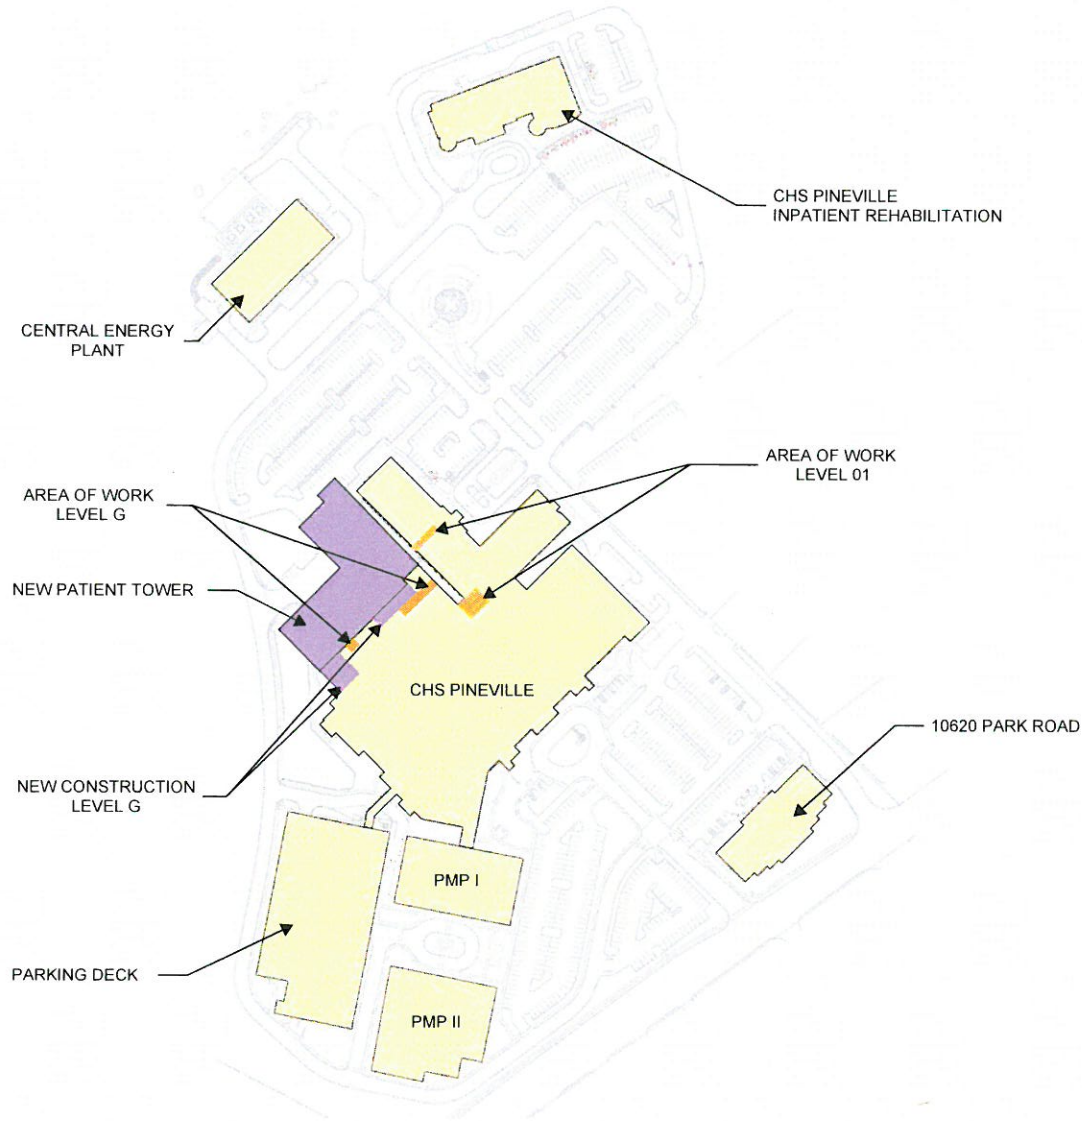 CHS PINEVILLE
INPATIENT REHABILITATION
CENTRAL ENERGY
PLANT
AREA OF WORK
LEVEL 01
AREA OF WORK
LEVEL G
NEW PATIENT TOWER
CHS PINEVILLE
10620 PARK ROAD
NEW CONSTRUCTION
LEVEL G
PMP I
PARKING DECK
PMP II